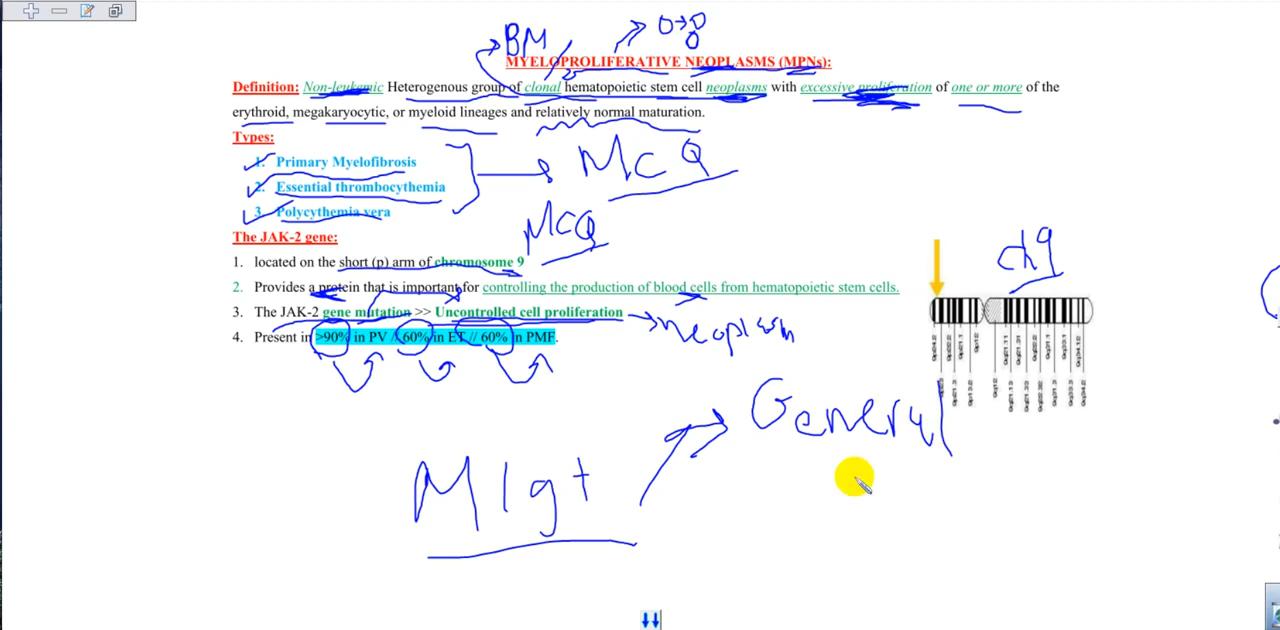 BM
MYELOPROLIFERATIVE NEOPLASMS (MPNs):
Definition: Non-leukemic Heterogenous group of clonal hematopoietic stem cell neoplasms with excessive proliferation of one or more of the
erythroid, megakaryocytic, or myeloid lineages and relatively normal maturation.
Types:
1. Primary Myelofibrosis
2. Essential thrombocythemia
3. Polycythemia vera
MCQ
The JAK-2 gene:
MCQ
1. located on the short (p) arm of chromosome 9
ch9
2. Provides a protein that is important for controlling the production of blood cells from hematopoietic stem cells.
3. The JAK-2 gene mutation >> Uncontrolled cell proliferation
neoplasm
4. Present in >90% in PV // 60% in ET // 60% in PMF.
General